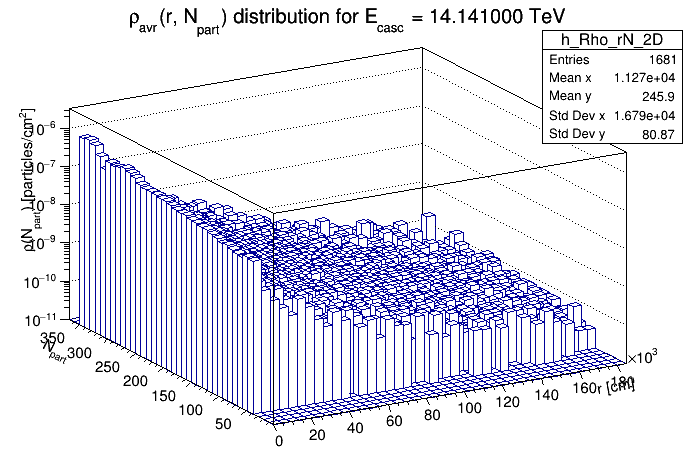 ρavr(r, Npart) distribution for Ecasc = 14.141000 TeV
h_Rho_rN_2D
Entries 1681
Mean x 1.127e+04
Mean y 245.9
Std Dev x 1.679e+04
Std Dev y 80.87
ρ(Npart) [particles/cm²]
10⁻⁶
10⁻⁷
10⁻⁸
10⁻⁹
10⁻¹⁰
10⁻¹¹
350
300
250
200
150
100
50
Npart
0
20
40
60
80
100
120
140
160
180
×10³
r [cm]